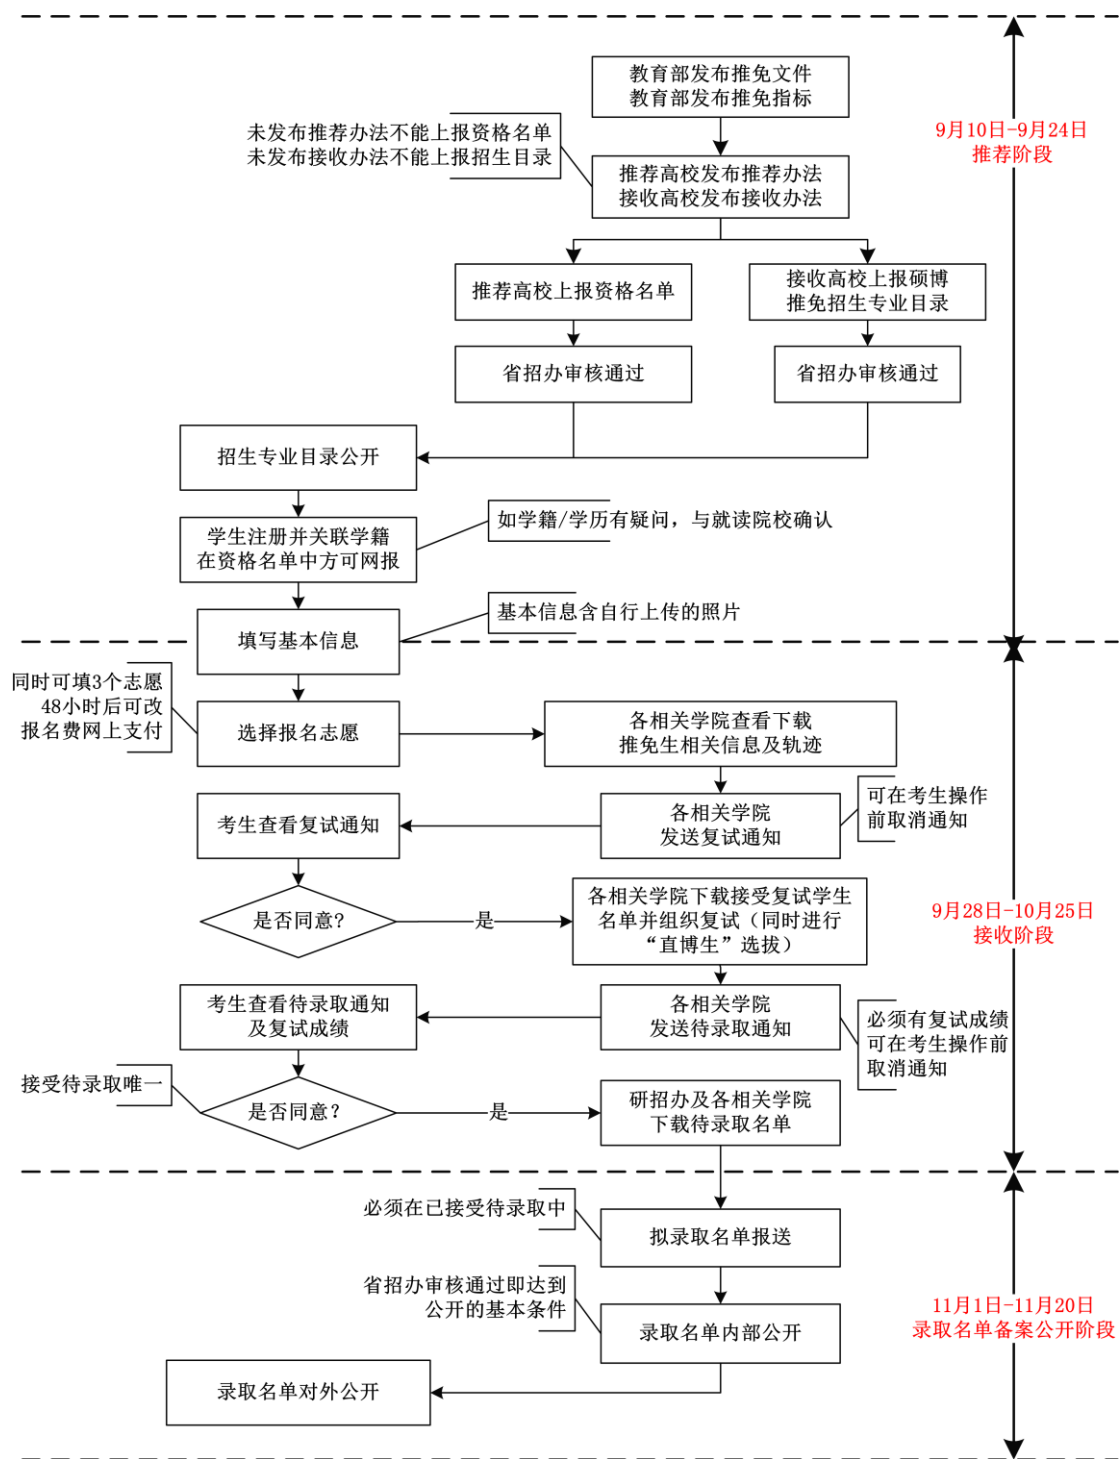 教育部发布推免文件
教育部发布推免指标
未发布推荐办法不能上报资格名单
未发布接收办法不能上报招生目录
9月10日-9月24日
推荐阶段
推荐高校发布推荐办法
接收高校发布接收办法
推荐高校上报资格名单
接收高校上报硕博
推免招生专业目录
省招办审核通过
省招办审核通过
招生专业目录公开
学生注册并关联学籍
在资格名单中方可网报
如学籍/学历有疑问，与就读院校确认
填写基本信息
基本信息含自行上传的照片
同时可填3个志愿
48小时后可改
报名费网上支付
选择报名志愿
各相关学院查看下载
推免生相关信息及轨迹
考生查看复试通知
各相关学院
发送复试通知
可在考生操作
前取消通知
是否同意?
是
各相关学院下载接受复试学生
名单并组织复试（同时进行
“直博生”选拔）
9月28日-10月25日
接收阶段
考生查看待录取通知
及复试成绩
各相关学院
发送待录取通知
必须有复试成绩
可在考生操作前
取消通知
接受待录取唯一
是否同意？
是
研招办及各相关学院
下载待录取名单
必须在已接受待录取中
拟录取名单报送
省招办审核通过即达到
公开的基本条件
录取名单内部公开
11月1日-11月20日
录取名单备案公开阶段
录取名单对外公开